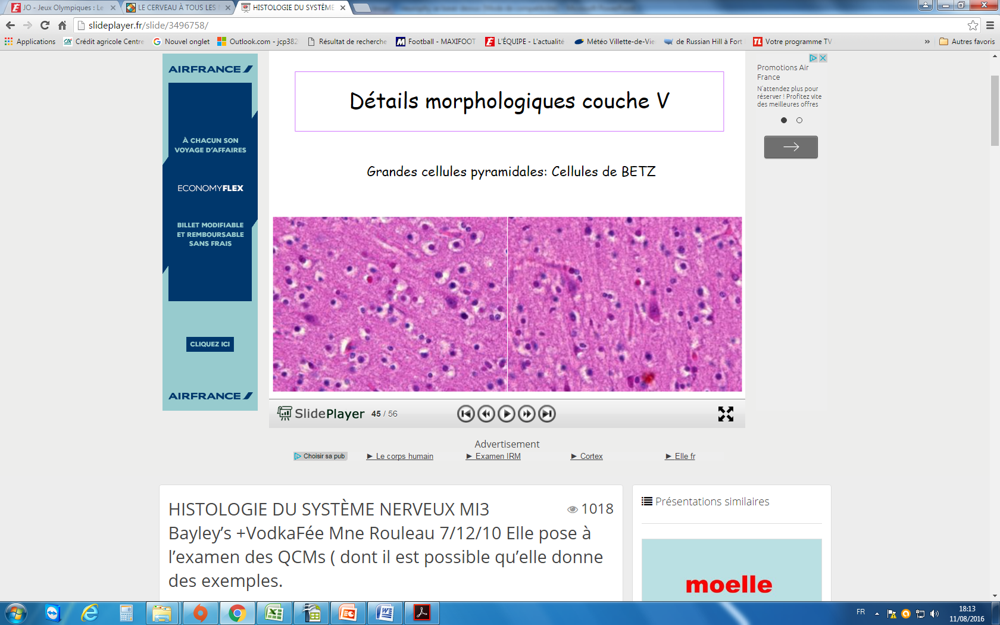 JO - Jeux Olympiques : Le
LE CERVEAU À TOUS LES
HISTOLOGIE DU SYSTÈME
slideplayer.fr/slide/3496758/
Applications
Crédit agricole Centre
Nouvel onglet
Outlook.com - jcp382
Résultat de recherche
Football - MAXIFOOT
L'ÉQUIPE - L'actualité
Météo Villette-de-Vie
de Russian Hill à Fort
Votre programme TV
»
Autres favoris
AIRFRANCE
À CHACUN SON
VOYAGE D'AFFAIRES
ECONOMYFLEX
BILLET MODIFIABLE
ET REMBOURSABLE
SANS FRAIS
CLIQUEZ ICI
AIRFRANCE
Détails morphologiques couche V
Grandes cellules pyramidales: Cellules de BETZ
Promotions Air
France
N'attendez plus pour
réserver ! Profitez vite
des meilleures offres
SlidePlayer 45 / 56
Advertisement
Choisir sa pub
► Le corps humain
► Examen IRM
► Cortex
► Elle fr
HISTOLOGIE DU SYSTÈME NERVEUX MI3
1018
Bayley's +VodkaFée Mne Rouleau 7/12/10 Elle pose à
l'examen des QCMs ( dont il est possible qu'elle donne
des exemples.
Présentations similaires
moelle
FR
18:13
11/08/2016